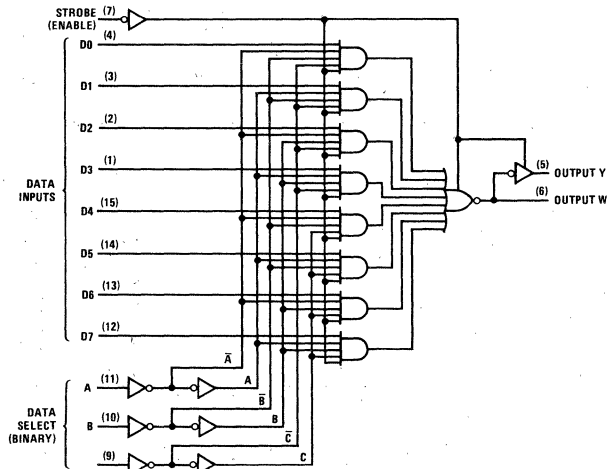 STROBE (7)
(ENABLE)
D0 (4)
D1 (3)
D2 (2)
D3 (1)
DATA
INPUTS
D4 (15)
D5 (14)
D6 (13)
D7 (12)
(5) OUTPUT Y
(6) OUTPUT W
A̅
A (11)
A
B̅
DATA
SELECT
(BINARY)
B (10)
B
C̅
(9)
C